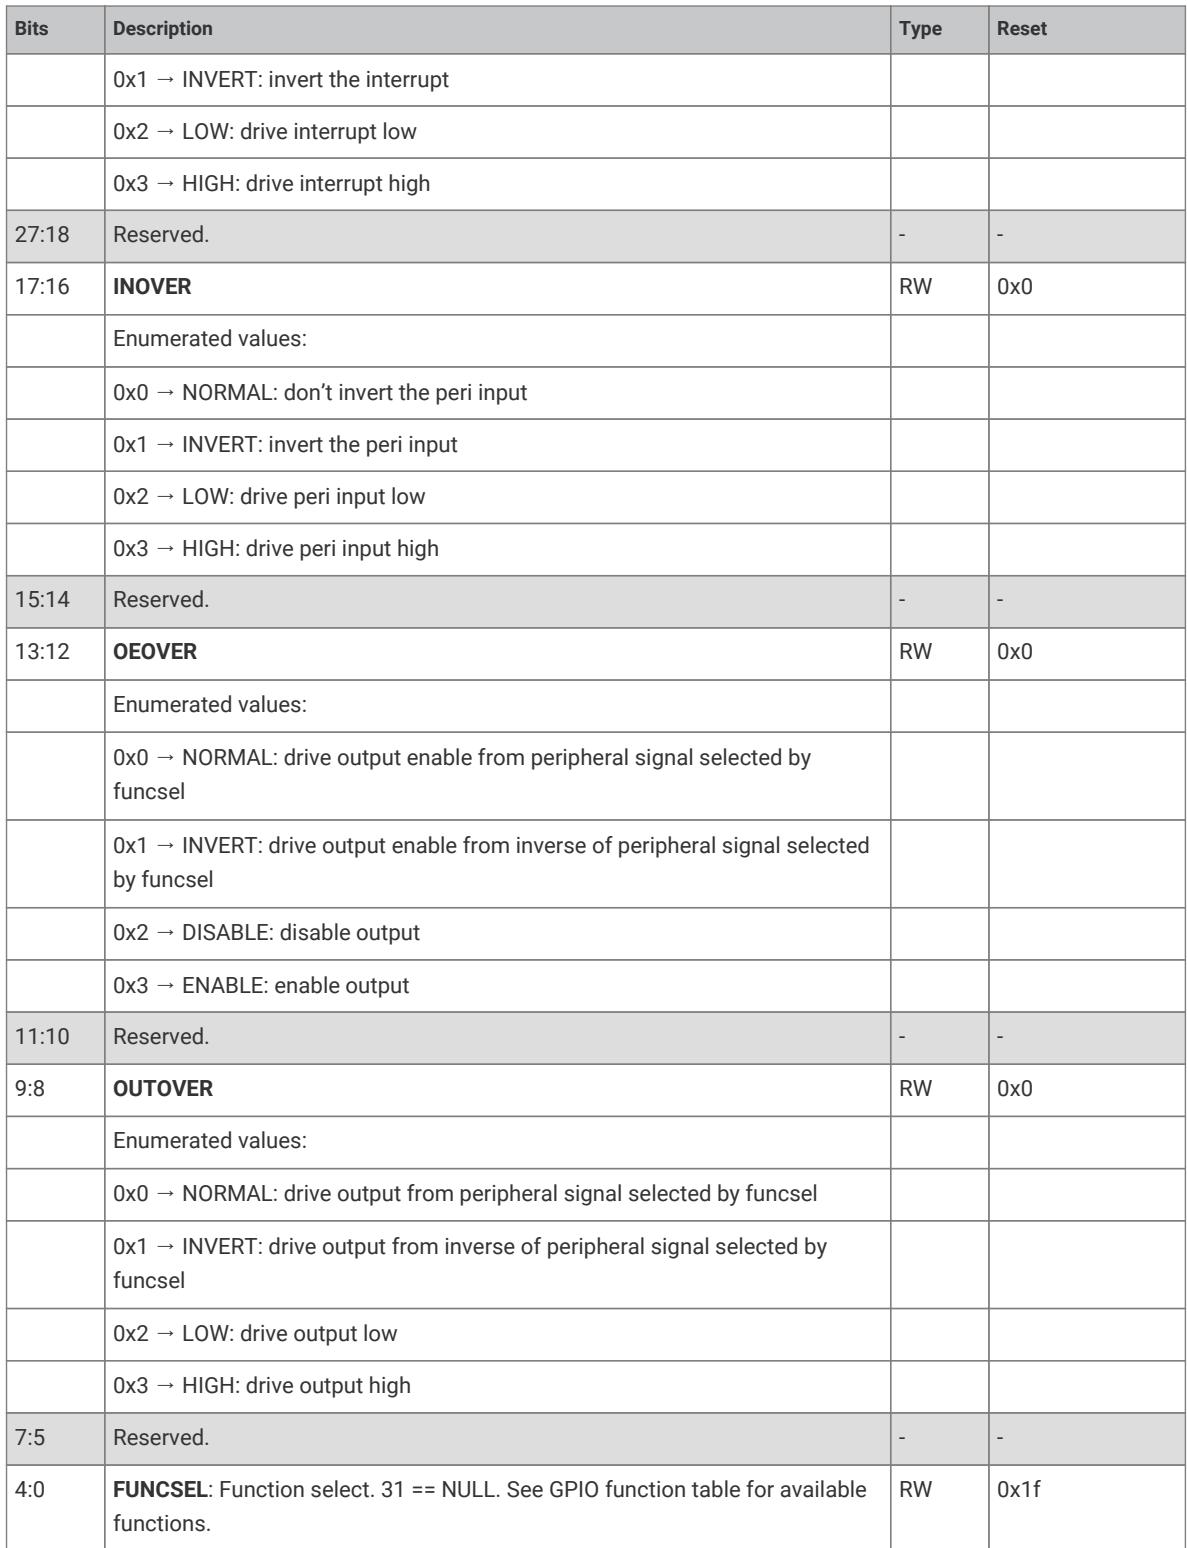 Bits Description Type Reset
0x1 → INVERT: invert the interrupt
0x2 → LOW: drive interrupt low
0x3 → HIGH: drive interrupt high
27:18 Reserved. - -
17:16 INOVER RW 0x0
Enumerated values:
0x0 → NORMAL: don’t invert the peri input
0x1 → INVERT: invert the peri input
0x2 → LOW: drive peri input low
0x3 → HIGH: drive peri input high
15:14 Reserved. - -
13:12 OEOVER RW 0x0
Enumerated values:
0x0 → NORMAL: drive output enable from peripheral signal selected by
funcsel
0x1 → INVERT: drive output enable from inverse of peripheral signal selected
by funcsel
0x2 → DISABLE: disable output
0x3 → ENABLE: enable output
11:10 Reserved. - -
9:8 OUTOVER RW 0x0
Enumerated values:
0x0 → NORMAL: drive output from peripheral signal selected by funcsel
0x1 → INVERT: drive output from inverse of peripheral signal selected by
funcsel
0x2 → LOW: drive output low
0x3 → HIGH: drive output high
7:5 Reserved. - -
4:0 FUNCSEL: Function select. 31 == NULL. See GPIO function table for available RW 0x1f
functions.